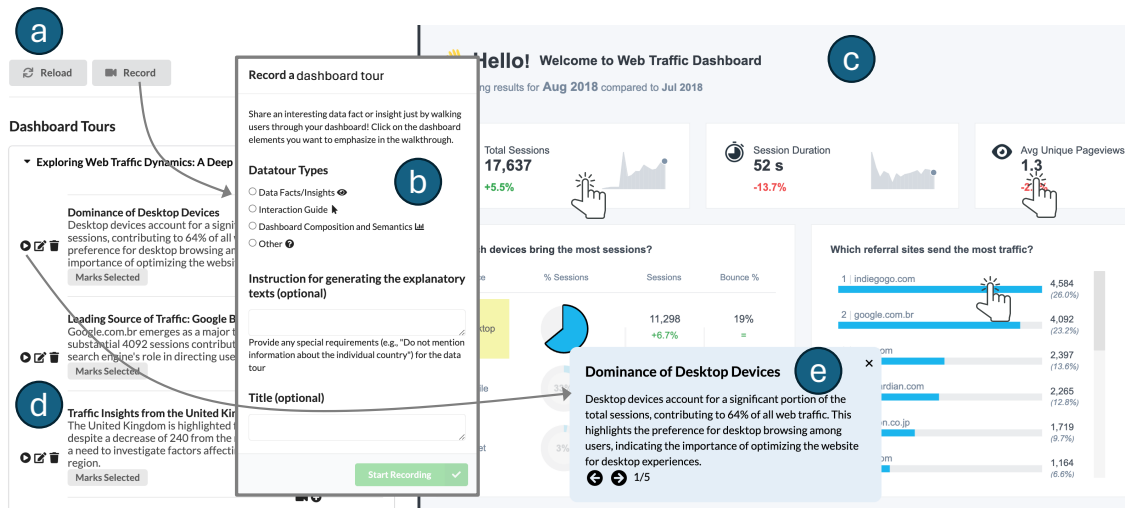 a
Reload
Record
Dashboard Tours
Exploring Web Traffic Dynamics: A Deep
Dominance of Desktop Devices
Desktop devices account for a
sessions, contributing to 64% of all
preference for desktop browsing
importance of optimizing the
Marks Selected
Leading Source of Traffic: Google
Google.com.br emerges as a major
substantial 4092 sessions
search engine's role in directing
Marks Selected
d
Traffic Insights from the United
The United Kingdom is highlighted
despite a decrease of 240 from the
a need to investigate factors
region.
Marks Selected
Record a dashboard tour
Share an interesting data fact or insight just by walking
users through your dashboard! Click on the dashboard
elements you want to emphasize in the walkthrough.
b
Datatour Types
Data Facts/Insights
Interaction Guide
Dashboard Composition and Semantics
Other
Instruction for generating the explanatory
texts (optional)
Provide any special requirements (e.g., "Do not mention
information about the individual country") for the data
tour
Title (optional)
Start Recording
c
Hello! Welcome to Web Traffic Dashboard
results for Aug 2018 compared to Jul 2018
Total Sessions
17,637
+5.5%
Session Duration
52 s
-13.7%
Avg Unique Pageviews
1.3
devices bring the most sessions?
% Sessions Sessions Bounce %
11,298 19%
+6.7% =
33%
3%
Which referral sites send the most traffic?
1 | indiegogo.com 4,584
(26.0%)
2 | google.com.br 4,092
(23.2%)
2,397
(13.6%)
2,265
(12.8%)
1,719
(9.7%)
1,164
(6.6%)
e
Dominance of Desktop Devices
Desktop devices account for a significant portion of the
total sessions, contributing to 64% of all web traffic. This
highlights the preference for desktop browsing among
users, indicating the importance of optimizing the website
for desktop experiences.
1/5